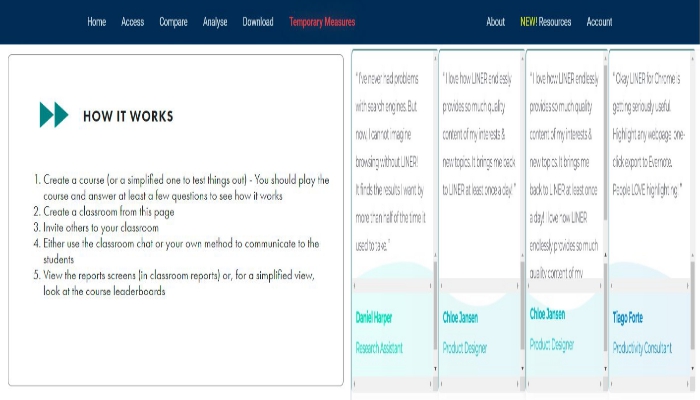 Home Access Compare Analyse Download Temporary Measures About NEW! Resources Account
HOW IT WORKS
1. Create a course (or a simplified one to test things out) - You should play the
course and answer at least a few questions to see how it works
2. Create a classroom from this page
3. Invite others to your classroom
4. Either use the classroom chat or your own method to communicate to the
students
5. View the reports screens (in classroom reports) or, for a simplified view,
look at the course leaderboards
"I've never had problems
with search engines. But
now, I cannot imagine
browsing without LINER!
It finds the results I want by
more than half of the time it
used to take."
Daniel Harper
Research Assistant
"I love how LINER endlessly
provides so much quality
content of my interests &
new topics. It brings me back
to LINER at least once a day!"
Chloe Jansen
Product Designer
"I love how LINER endlessly
provides so much quality
content of my interests &
new topics. It brings me
back to LINER at least once
a day! I love how LINER
endlessly provides so much
quality content of my
Chloe Jansen
Product Designer
"Okay LINER for Chrome is
getting seriously useful.
Highlight any webpage, one-
click export to Evernote.
People LOVE highlighting."
Tiago Forte
Productivity Consultant